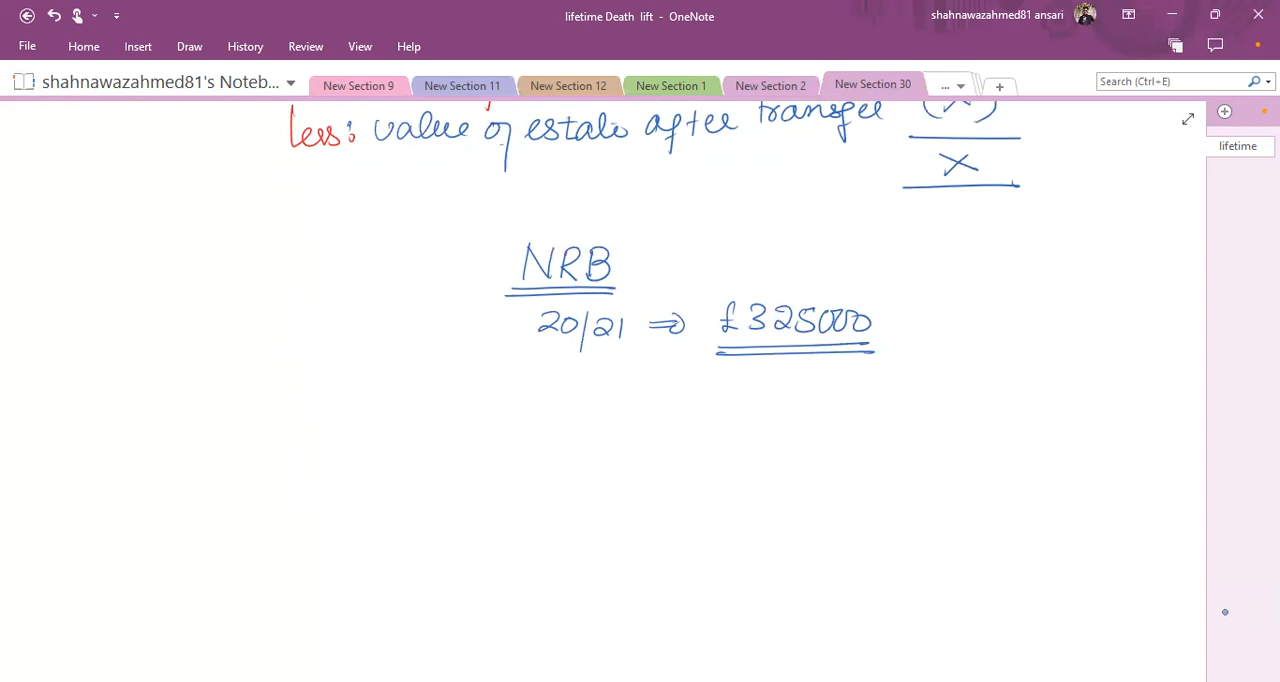 lifetime Death lift - OneNote
shahnawazahmed81 ansari
File Home Insert Draw History Review View Help
shahnawazahmed81's Noteb...
New Section 9 New Section 11 New Section 12 New Section 1 New Section 2 New Section 30 ...
Search (Ctrl+E)
lifetime
(X)
less: value of estate after transfer
X
NRB
20/21 ⇒ £325000